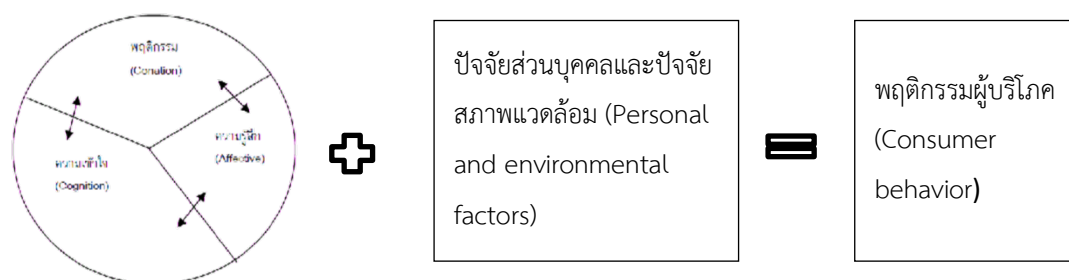 พฤติกรรม
(Conation)
ความรู้สึก
(Affective)
ความเข้าใจ
(Cognition)
ปัจจัยส่วนบุคคลและปัจจัย
สภาพแวดล้อม (Personal
and environmental
factors)
พฤติกรรมผู้บริโภค
(Consumer
behavior)